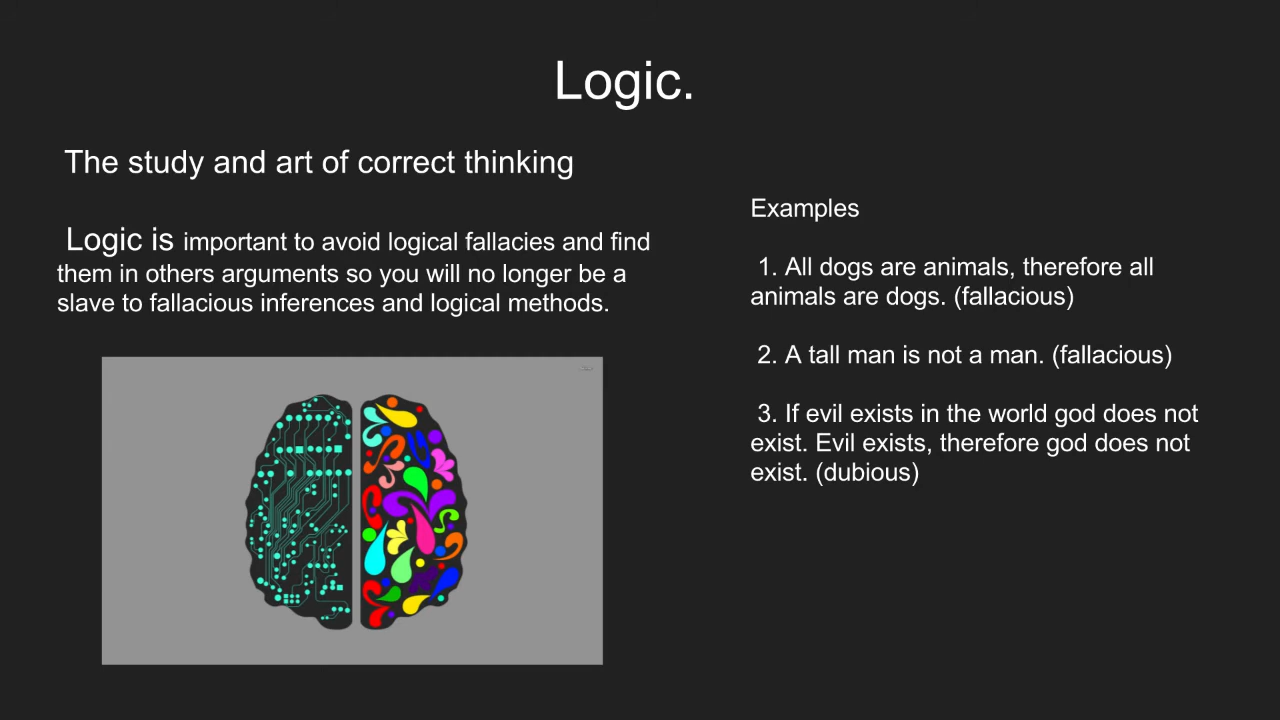 Logic.
The study and art of correct thinking
Logic is important to avoid logical fallacies and find
them in others arguments so you will no longer be a
slave to fallacious inferences and logical methods.
Examples
1. All dogs are animals, therefore all
animals are dogs. (fallacious)
2. A tall man is not a man. (fallacious)
3. If evil exists in the world god does not
exist. Evil exists, therefore god does not
exist. (dubious)